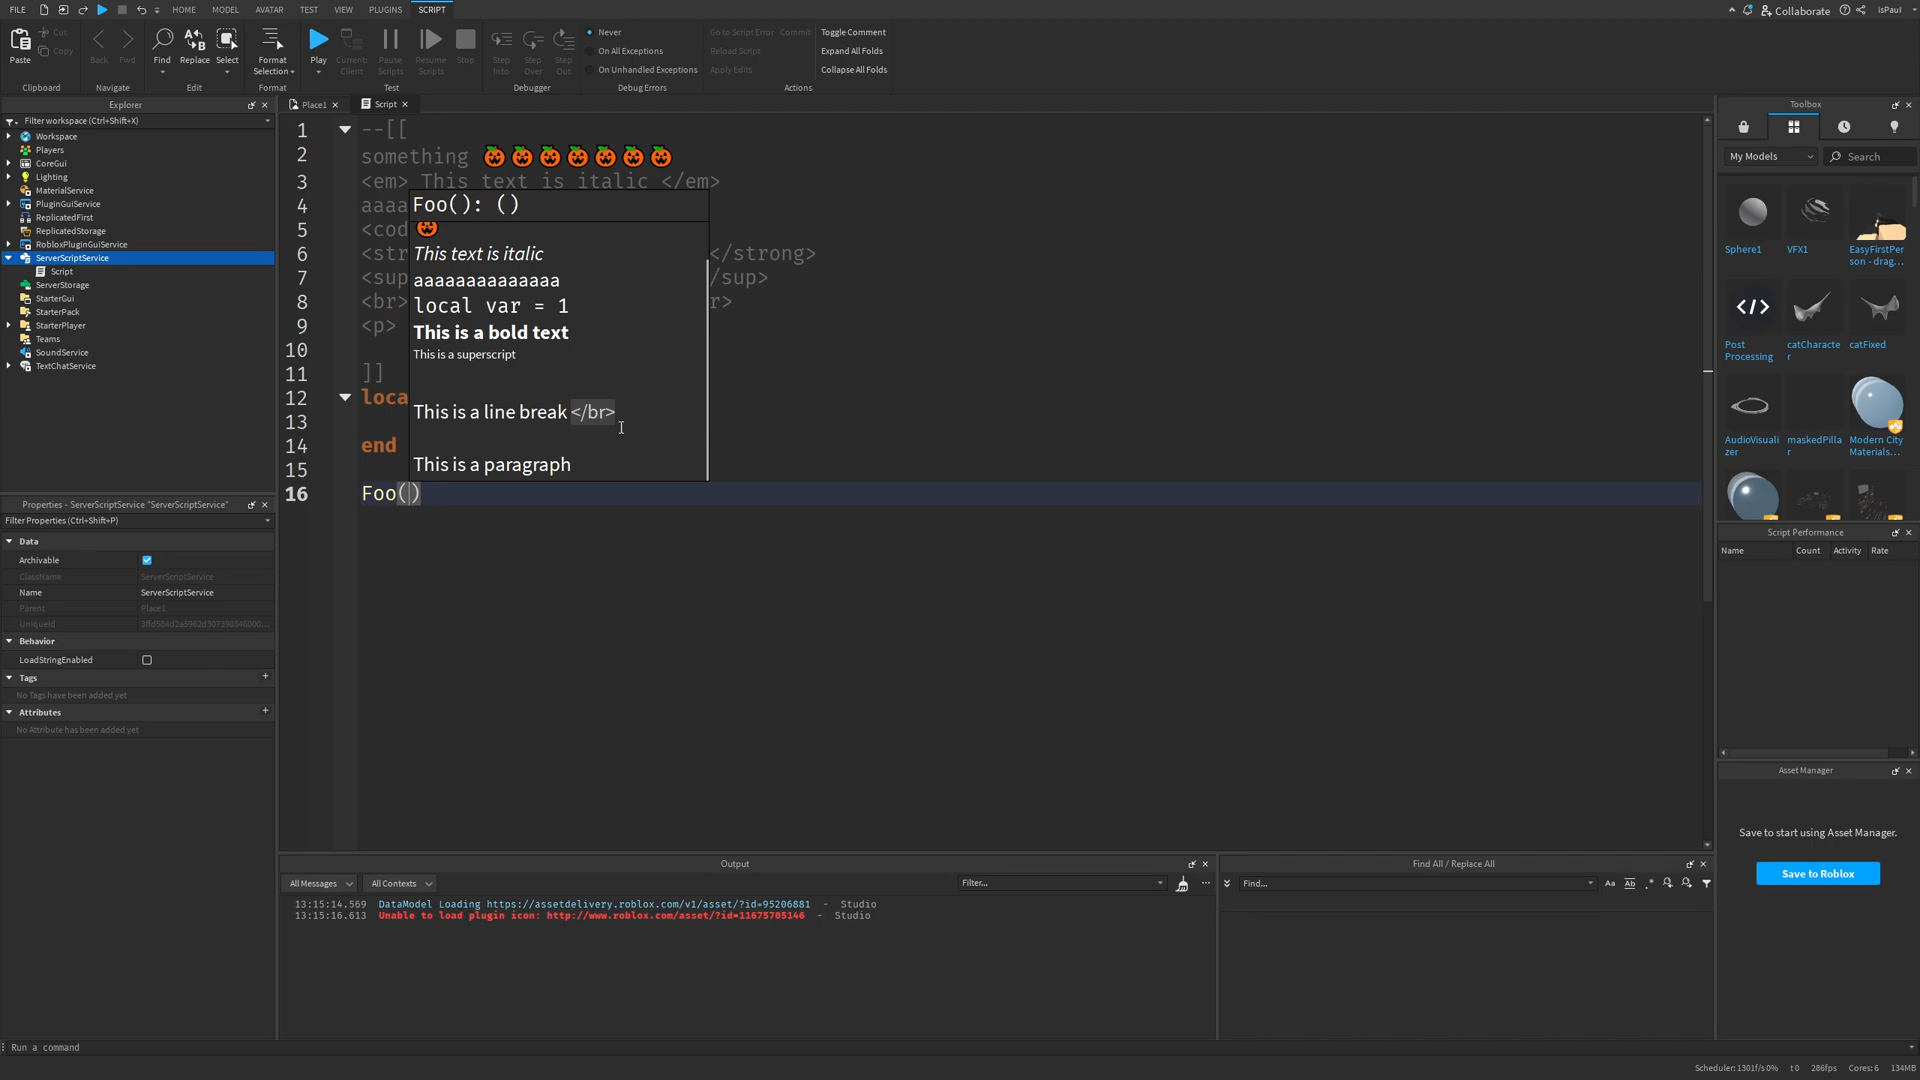 FILE HOME MODEL AVATAR TEST VIEW PLUGINS SCRIPT Collaborate isPaul
Paste Cut Copy
Back Fwd
Find Replace Select
Format Selection
Play Current: Client Pause Scripts Resume Scripts Stop
Step Into Step Over Step Out
Never
On All Exceptions
On Unhandled Exceptions
Go to Script Error Commit
Reload Script
Apply Edits
Toggle Comment
Expand All Folds
Collapse All Folds
Clipboard Navigate Edit Format Test Debugger Debug Errors Actions
Explorer
Filter workspace (Ctrl+Shift+X)
Workspace
Players
CoreGui
Lighting
MaterialService
PluginGuiService
ReplicatedFirst
ReplicatedStorage
RobloxPluginGuiService
ServerScriptService
Script
ServerStorage
StarterGui
StarterPack
StarterPlayer
Teams
SoundService
TextChatService
Properties - ServerScriptService "ServerScriptService"
Filter Properties (Ctrl+Shift+P)
Data
Archivable
ClassName ServerScriptService
Name ServerScriptService
Parent Place1
UniqueId
Behavior
LoadStringEnabled
Tags
No Tags have been added yet
Attributes
No Attribute has been added yet
Place1 Script
1 --[[
2 something 🎃🎃🎃🎃🎃🎃🎃
3 <em> This text is italic </em>
4 aaaa
5 <cod
6 <str </strong>
7 <sup /sup>
8 <br> r>
9 <p>
10
11 ]]
12 loca
13
14 end
15
16 Foo()
Foo(): ()
🎃
This text is italic
aaaaaaaaaaaaaa
local var = 1
This is a bold text
This is a superscript
This is a line break </br>
This is a paragraph
Output
All Messages All Contexts Filter...
13:15:14.569 DataModel Loading https://assetdelivery.roblox.com/v1/asset/?id=95206881 - Studio
13:15:16.613 Unable to load plugin icon: http://www.roblox.com/asset/?id=11675705146 - Studio
Find All / Replace All
Find...
Aa Ab .*
Toolbox
My Models Search
Sphere1 VFX1 EasyFirstPerson - drag...
Post Processing catCharacter catFixed
AudioVisualizer maskedPillar Modern City Materials...
Script Performance
Name Count Activity Rate
Asset Manager
Save to start using Asset Manager.
Save to Roblox
Run a command
Scheduler: 1301f/s 0% t 0 286fps Cores: 6 134MB